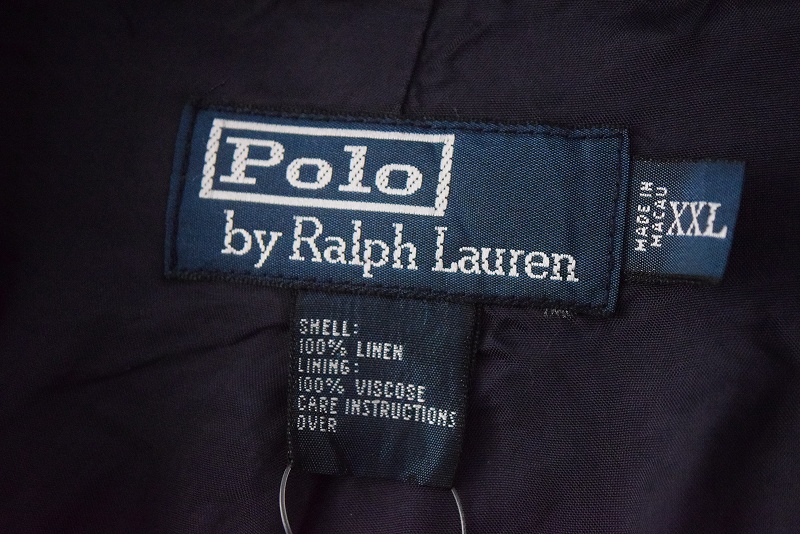 Polo
by Ralph Lauren
MADE IN
MACAU
XXL
SHELL:
100% LINEN
LINING:
100% VISCOSE
CARE INSTRUCTIONS
OVER